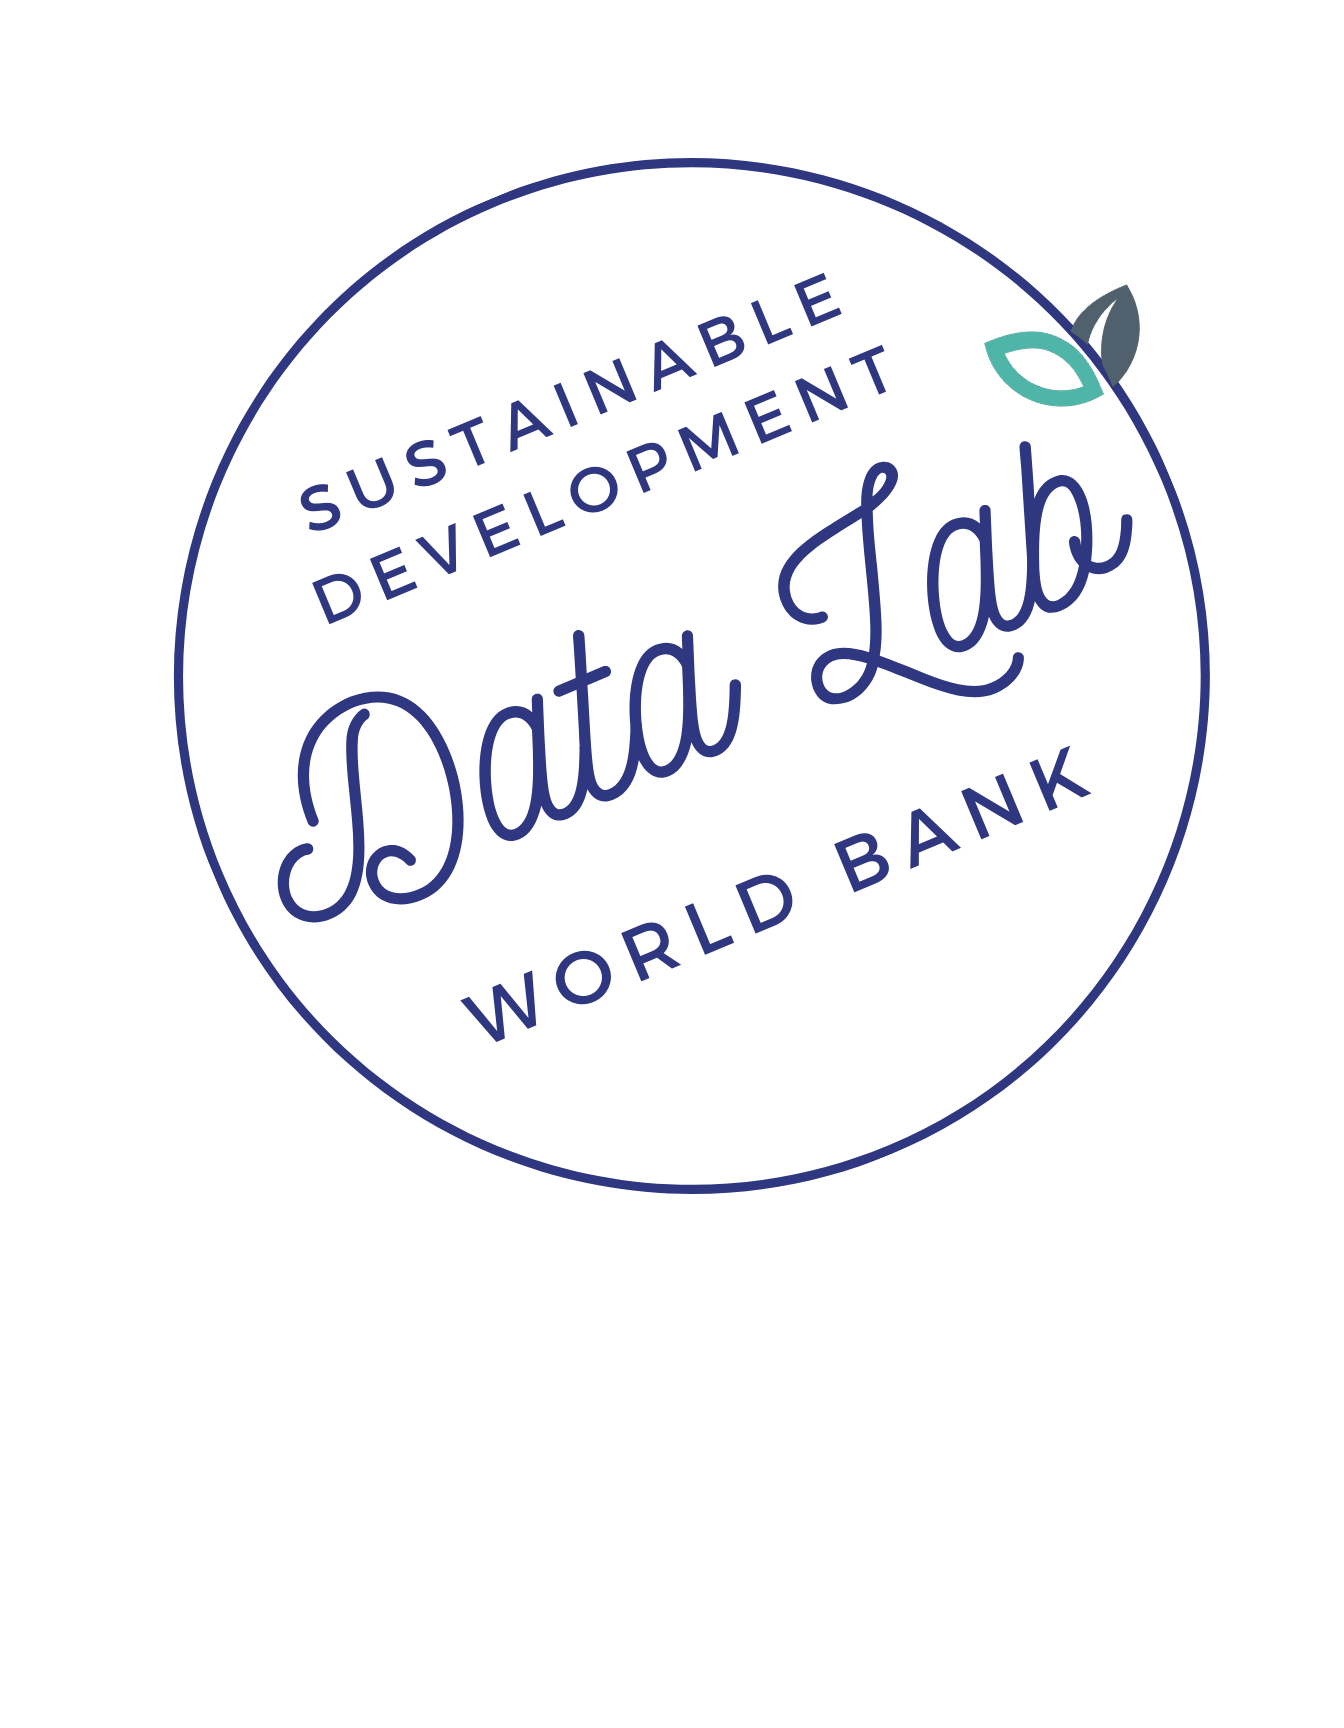 SUSTAINABLE
DEVELOPMENT
Data Lab
WORLD BANK